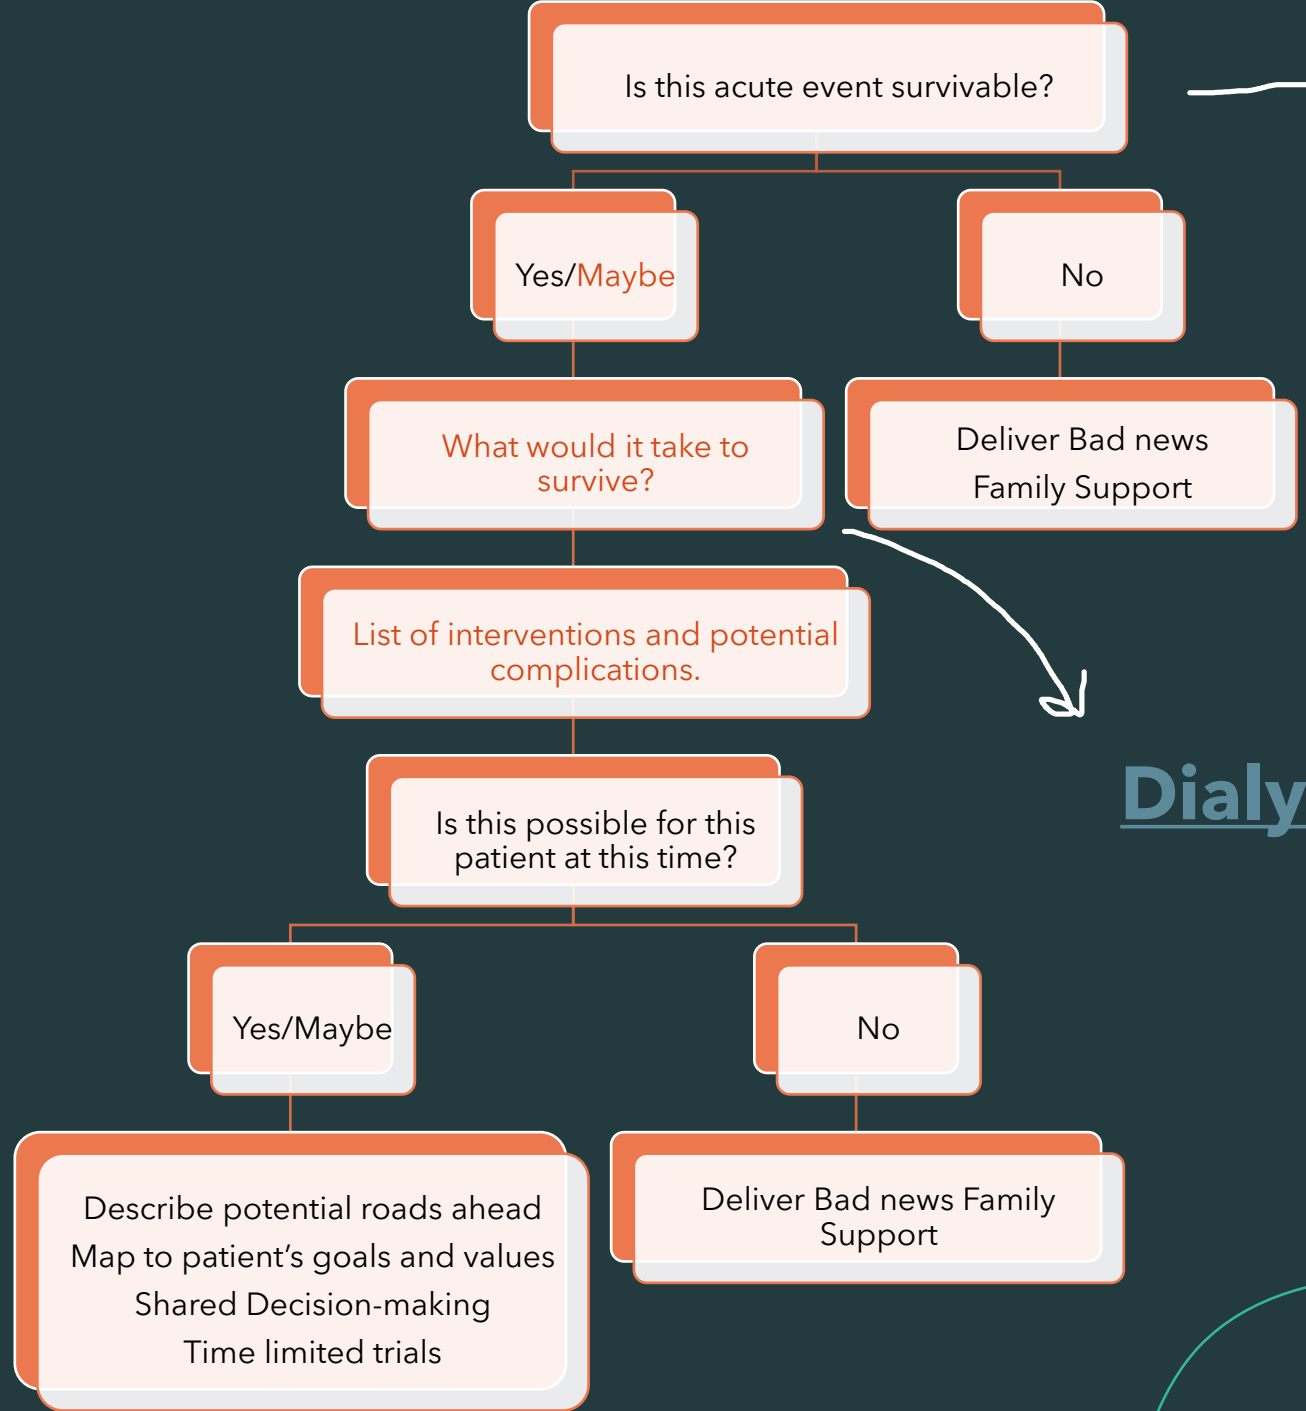 Is this acute event survivable?
Yes/Maybe
No
What would it take to
survive?
Deliver Bad news
Family Support
List of interventions and potential
complications.
Is this possible for this
patient at this time?
Yes/Maybe
No
Describe potential roads ahead
Map to patient’s goals and values
Shared Decision-making
Time limited trials
Deliver Bad news Family
Support